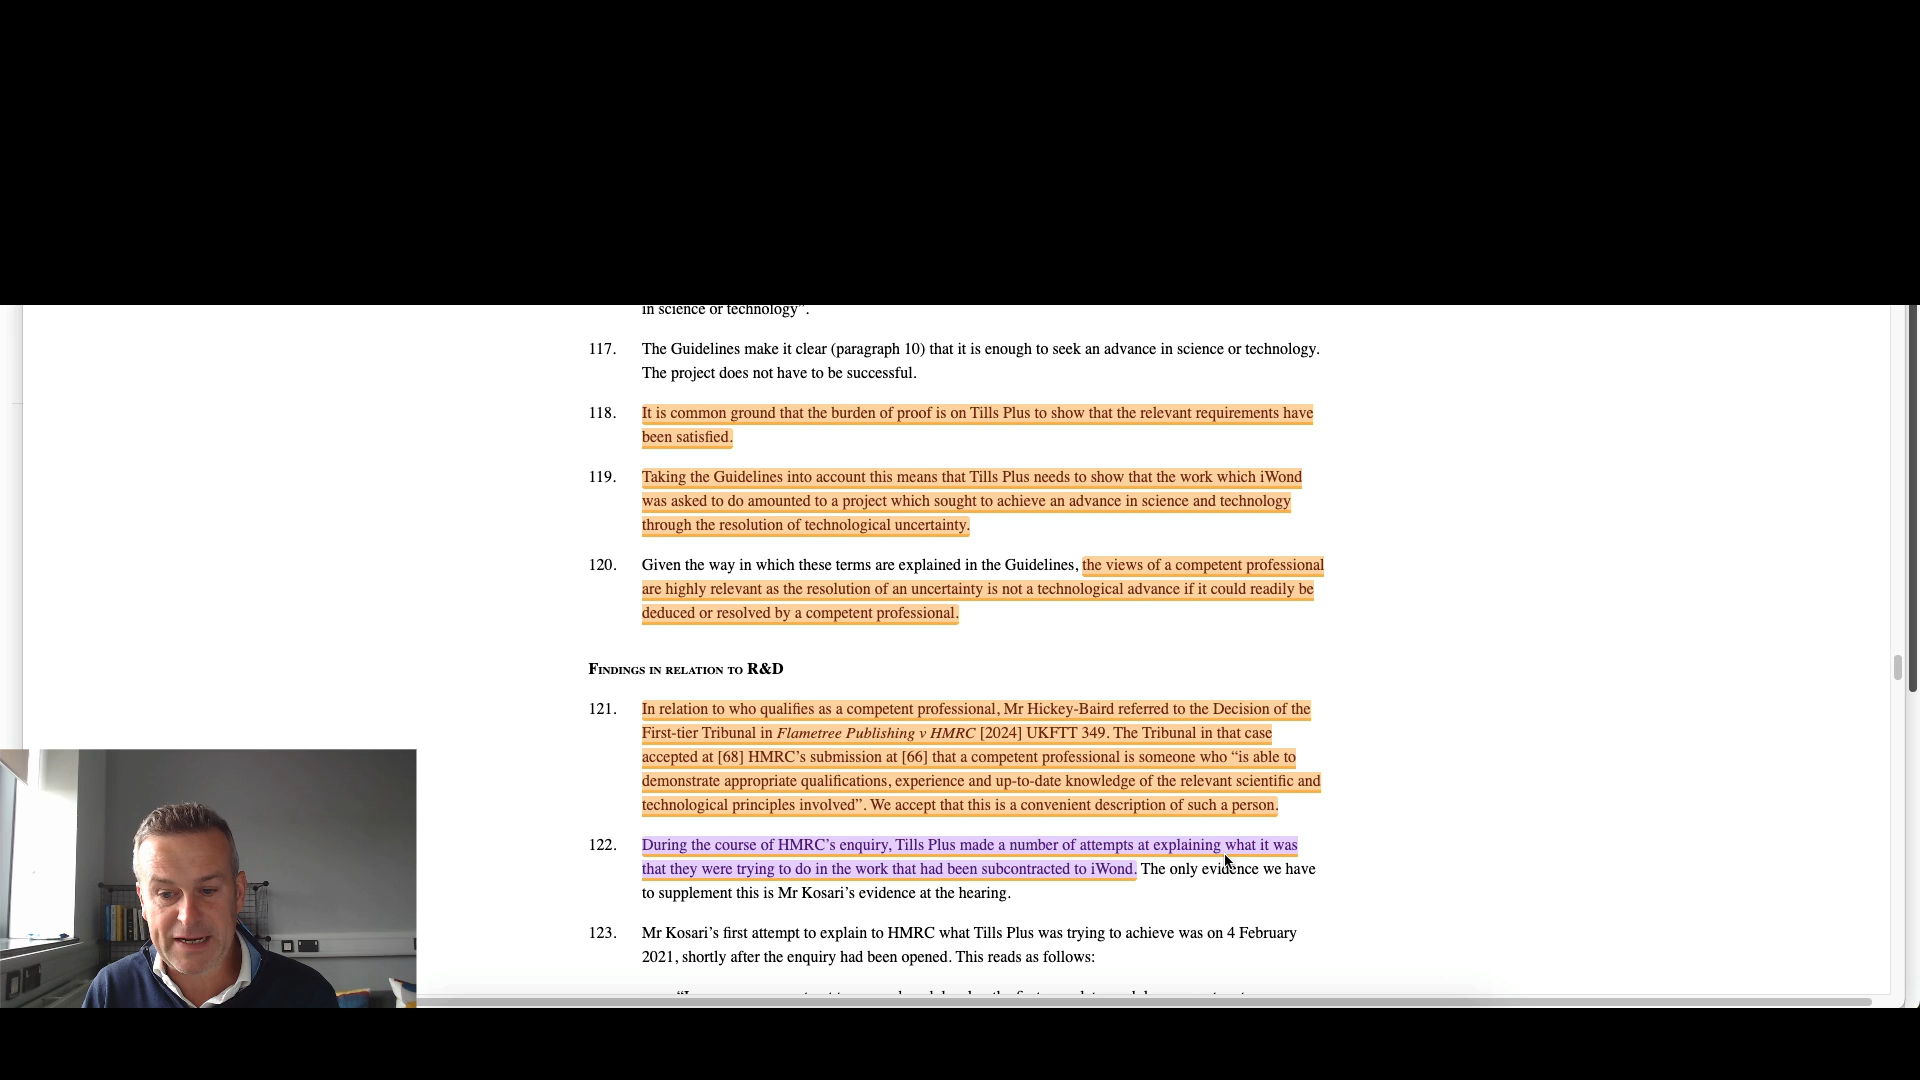 in science or technology”.
117. The Guidelines make it clear (paragraph 10) that it is enough to seek an advance in science or technology.
The project does not have to be successful.
118. It is common ground that the burden of proof is on Tills Plus to show that the relevant requirements have
been satisfied.
119. Taking the Guidelines into account this means that Tills Plus needs to show that the work which iWond
was asked to do amounted to a project which sought to achieve an advance in science and technology
through the resolution of technological uncertainty.
120. Given the way in which these terms are explained in the Guidelines, the views of a competent professional
are highly relevant as the resolution of an uncertainty is not a technological advance if it could readily be
deduced or resolved by a competent professional.
Findings in relation to R&D
121. In relation to who qualifies as a competent professional, Mr Hickey-Baird referred to the Decision of the
First-tier Tribunal in Flametree Publishing v HMRC [2024] UKFTT 349. The Tribunal in that case
accepted at [68] HMRC’s submission at [66] that a competent professional is someone who “is able to
demonstrate appropriate qualifications, experience and up-to-date knowledge of the relevant scientific and
technological principles involved”. We accept that this is a convenient description of such a person.
122. During the course of HMRC’s enquiry, Tills Plus made a number of attempts at explaining what it was
that they were trying to do in the work that had been subcontracted to iWond. The only evidence we have
to supplement this is Mr Kosari’s evidence at the hearing.
123. Mr Kosari’s first attempt to explain to HMRC what Tills Plus was trying to achieve was on 4 February
2021, shortly after the enquiry had been opened. This reads as follows: